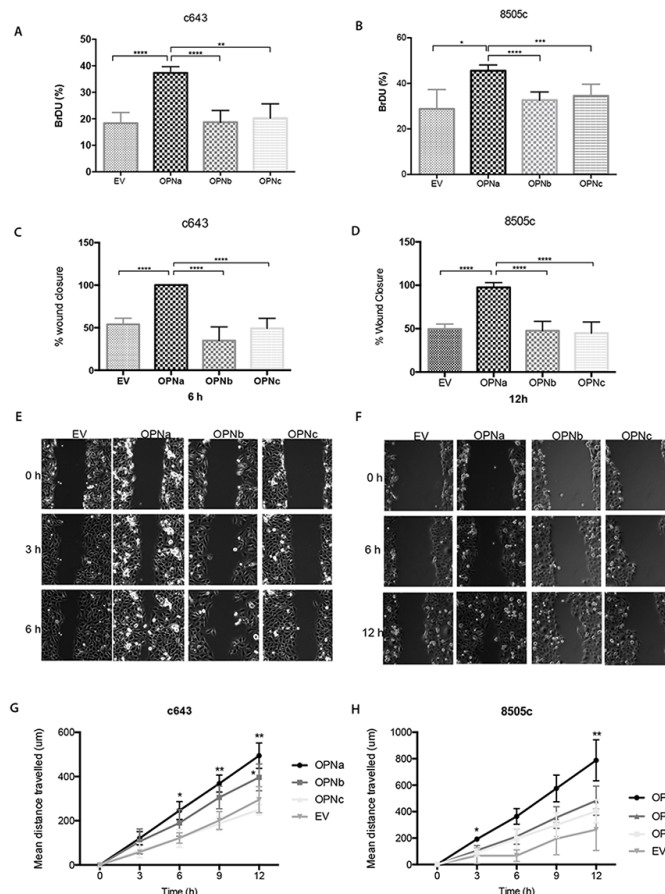 c643
A
BrDU (%)
50
40
30
20
10
0
****
****
**
EV OPNa OPNb OPNc
8505c
B
BrDU (%)
60
40
20
0
*
****
***
EV OPNa OPNb OPNc
c643
C
% wound closure
150
100
50
0
****
****
****
EV OPNa OPNb OPNc
6 h
8505c
D
% Wound Closure
150
100
50
0
****
****
****
EV OPNa OPNb OPNc
12h
E
EV OPNa OPNb OPNc
0 h
3 h
6 h
F
EV OPNa OPNb OPNc
0 h
6 h
12 h
G
c643
Mean distance travelled (um)
600
400
200
0
* ** ** *
0 3 6 9 12
Time (h)
OPNa
OPNb
OPNc
EV
H
8505c
Mean distance travelled (um)
1000
800
600
400
200
0
* **
0 3 6 9 12
Time (h)
OP
OP
OP
EV